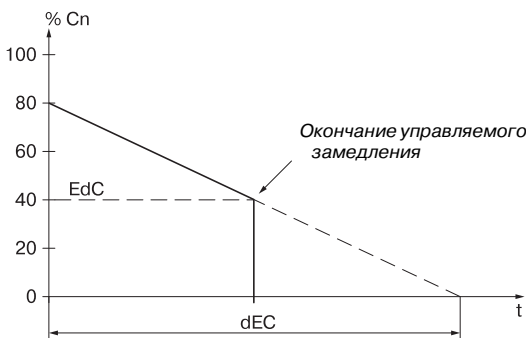 % Cn
100
80
Окончание управляемого
замедления
60
EdC
40
20
0
t
dEC